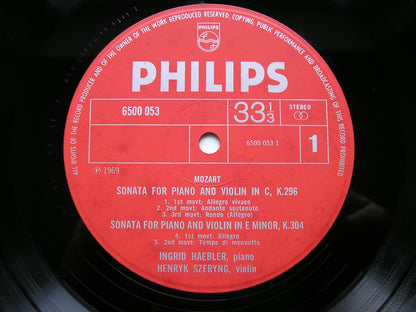 ALL RIGHTS OF THE RECORD PRODUCER AND OF THE OWNER OF THE WORK REPRODUCED RESERVED, COPYING, PUBLIC PERFORMANCE AND BROADCASTING OF THIS RECORD PROHIBITED
PHILIPS
PHILIPS
6500 053
33 1/3
STEREO
6500 053 1
1
℗ 1969
MOZART
SONATA FOR PIANO AND VIOLIN IN C, K.296
1. 1st movt: Allegro vivace
2. 2nd movt: Andante sostenuto
3. 3rd movt: Rondo (Allegro)
SONATA FOR PIANO AND VIOLIN IN E MINOR, K.304
4. 1st movt: Allegro
5. 2nd movt: Tempo di menuetto
INGRID HAEBLER, piano
HENRYK SZERYNG, violin